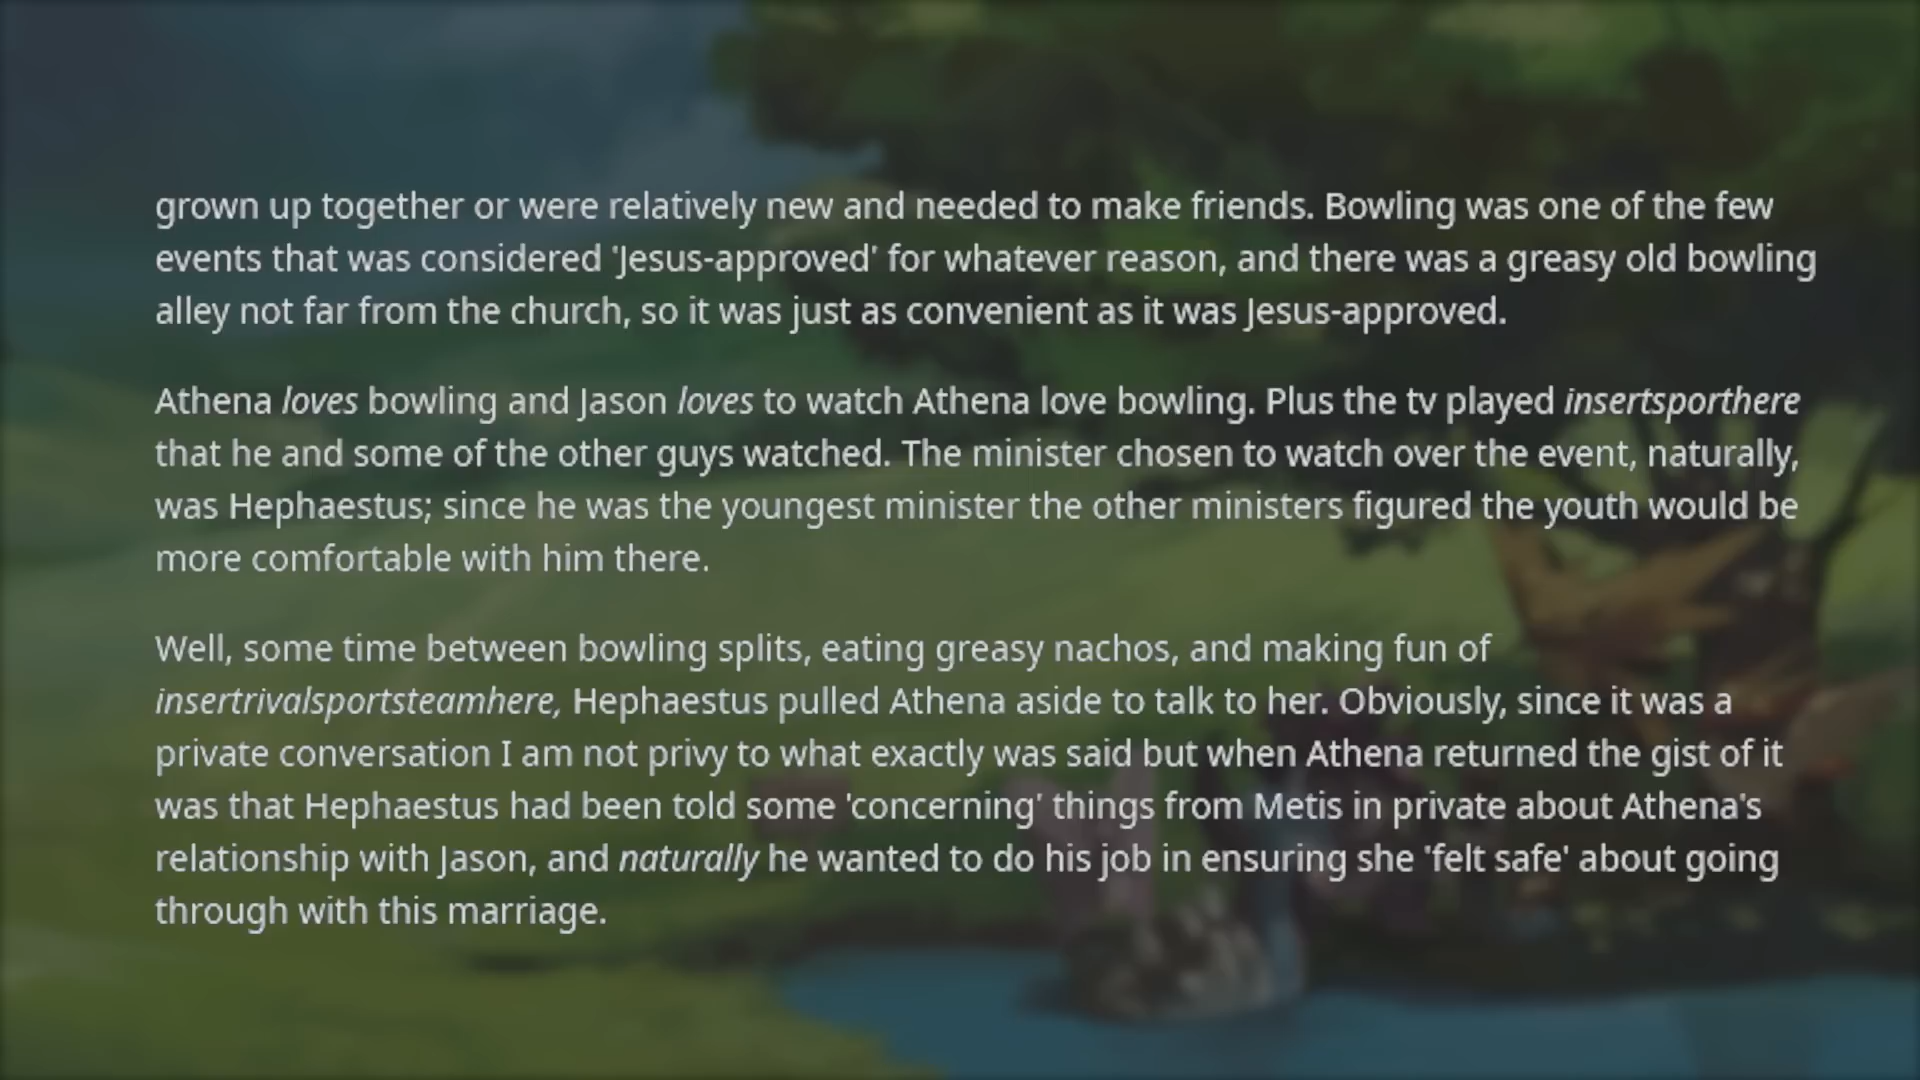 grown up together or were relatively new and needed to make friends. Bowling was one of the few
events that was considered 'Jesus-approved' for whatever reason, and there was a greasy old bowling
alley not far from the church, so it was just as convenient as it was Jesus-approved.
Athena loves bowling and Jason loves to watch Athena love bowling. Plus the tv played insertsporthere
that he and some of the other guys watched. The minister chosen to watch over the event, naturally,
was Hephaestus; since he was the youngest minister the other ministers figured the youth would be
more comfortable with him there.
Well, some time between bowling splits, eating greasy nachos, and making fun of
insertrivalsportsteamhere, Hephaestus pulled Athena aside to talk to her. Obviously, since it was a
private conversation I am not privy to what exactly was said but when Athena returned the gist of it
was that Hephaestus had been told some 'concerning' things from Metis in private about Athena's
relationship with Jason, and naturally he wanted to do his job in ensuring she 'felt safe' about going
through with this marriage.